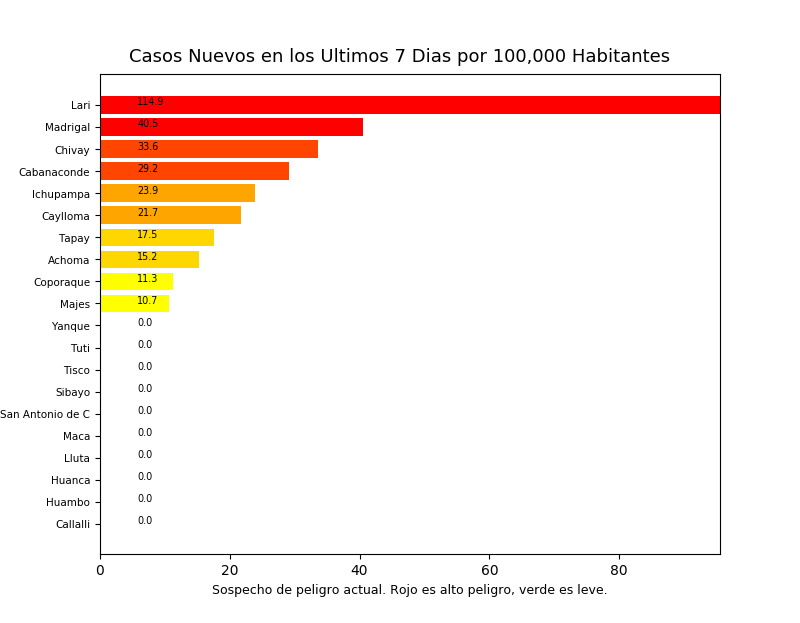 Casos Nuevos en los Ultimos 7 Dias por 100,000 Habitantes
Lari 114.9
Madrigal 40.5
Chivay 33.6
Cabanaconde 29.2
Ichupampa 23.9
Caylloma 21.7
Tapay 17.5
Achoma 15.2
Coporaque 11.3
Majes 10.7
Yanque 0.0
Tuti 0.0
Tisco 0.0
Sibayo 0.0
San Antonio de C 0.0
Maca 0.0
Lluta 0.0
Huanca 0.0
Huambo 0.0
Callalli 0.0
0 20 40 60 80
Sospecho de peligro actual. Rojo es alto peligro, verde es leve.